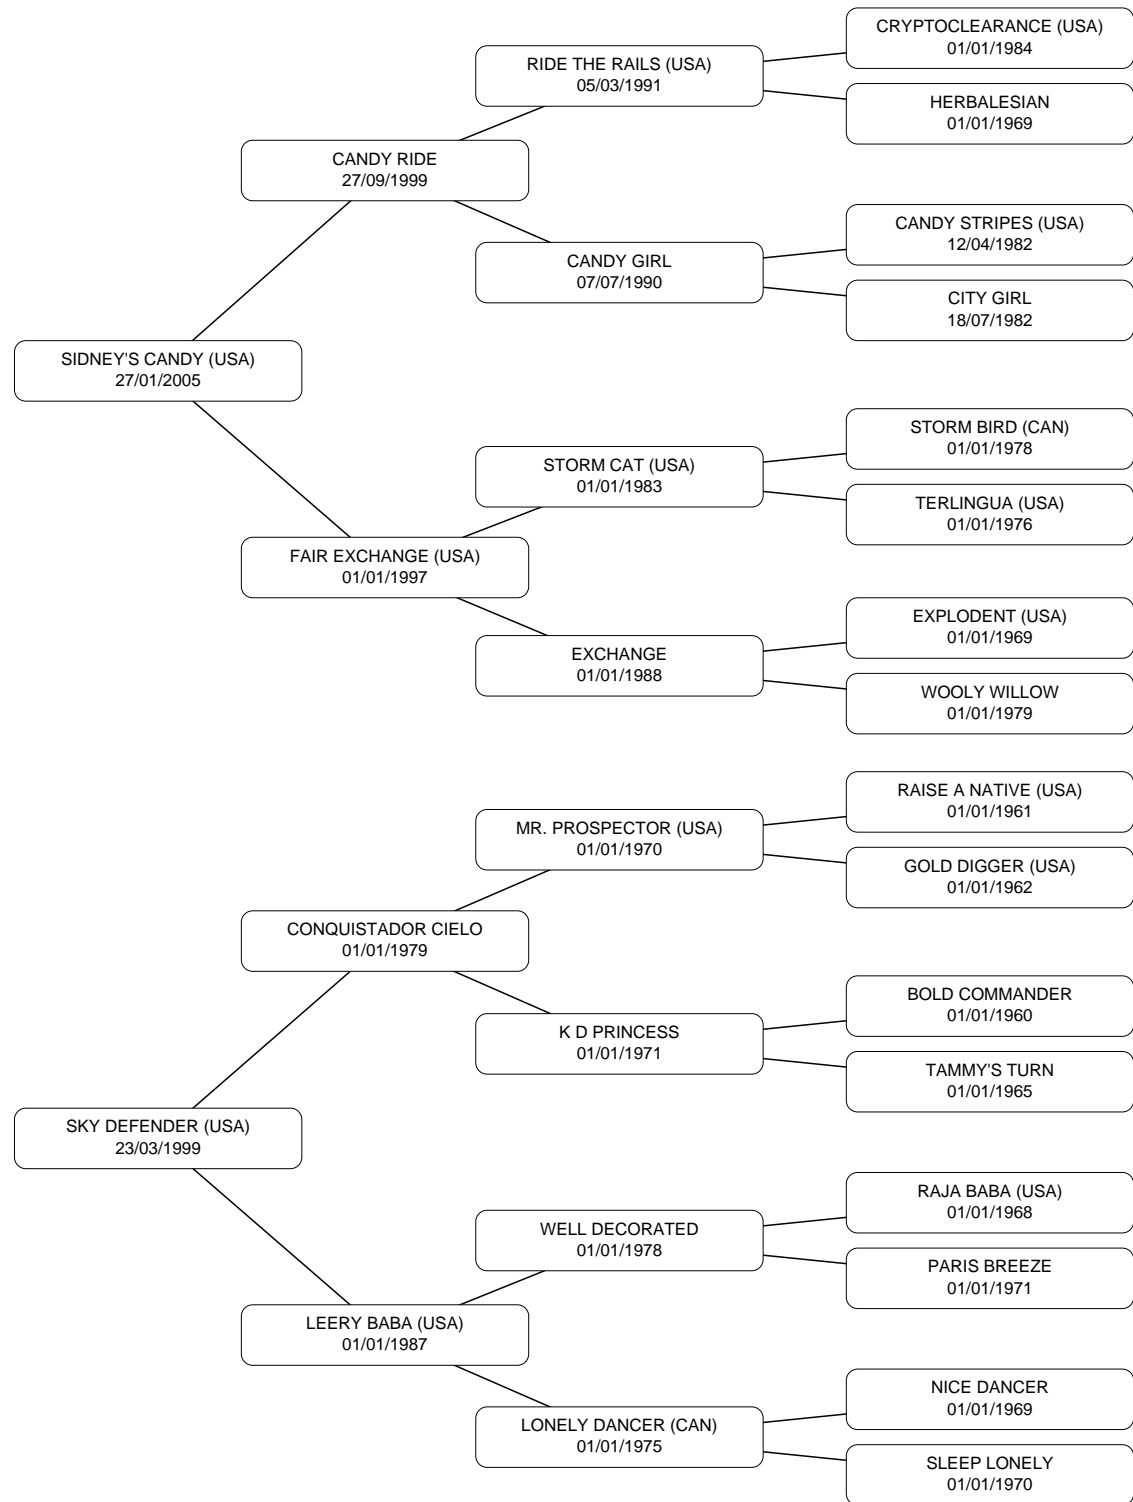 CRYPTOCLEARANCE (USA)
01/01/1984
RIDE THE RAILS (USA)
05/03/1991
HERBALESIAN
01/01/1969
CANDY RIDE
27/09/1999
CANDY STRIPES (USA)
12/04/1982
CANDY GIRL
07/07/1990
CITY GIRL
18/07/1982
SIDNEY'S CANDY (USA)
27/01/2005
STORM BIRD (CAN)
01/01/1978
STORM CAT (USA)
01/01/1983
TERLINGUA (USA)
01/01/1976
FAIR EXCHANGE (USA)
01/01/1997
EXPLODENT (USA)
01/01/1969
EXCHANGE
01/01/1988
WOOLY WILLOW
01/01/1979
RAISE A NATIVE (USA)
01/01/1961
MR. PROSPECTOR (USA)
01/01/1970
GOLD DIGGER (USA)
01/01/1962
CONQUISTADOR CIELO
01/01/1979
BOLD COMMANDER
01/01/1960
K D PRINCESS
01/01/1971
TAMMY'S TURN
01/01/1965
SKY DEFENDER (USA)
23/03/1999
RAJA BABA (USA)
01/01/1968
WELL DECORATED
01/01/1978
PARIS BREEZE
01/01/1971
LEERY BABA (USA)
01/01/1987
NICE DANCER
01/01/1969
LONELY DANCER (CAN)
01/01/1975
SLEEP LONELY
01/01/1970